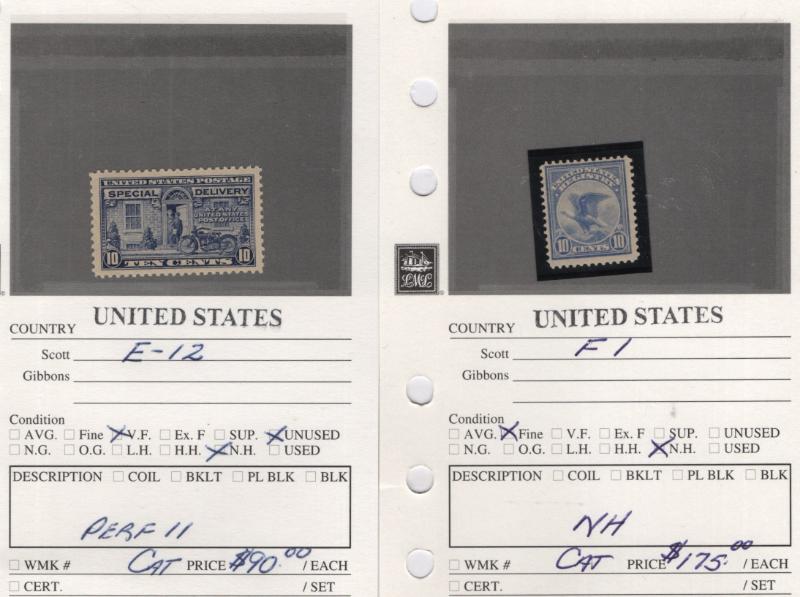 UNITED STATES POSTAGE
SPECIAL DELIVERY
AT ANY
UNITED STATES
POST OFFICE
10 TEN CENTS 10
COUNTRY UNITED STATES
Scott E-12
Gibbons
Condition
AVG. Fine V.F. Ex. F SUP. UNUSED
N.G. O.G. L.H. H.H. N.H. USED
DESCRIPTION COIL BKLT PL BLK BLK
PERF 11
WMK # CAT PRICE $90.00 / EACH
CERT. / SET
UNITED STATES
REGISTRY
10 CENTS 10
LML
COUNTRY UNITED STATES
Scott F1
Gibbons
Condition
AVG. Fine V.F. Ex. F SUP. UNUSED
N.G. O.G. L.H. H.H. N.H. USED
DESCRIPTION COIL BKLT PL BLK BLK
NH
WMK # CAT PRICE $175.00 / EACH
CERT. / SET